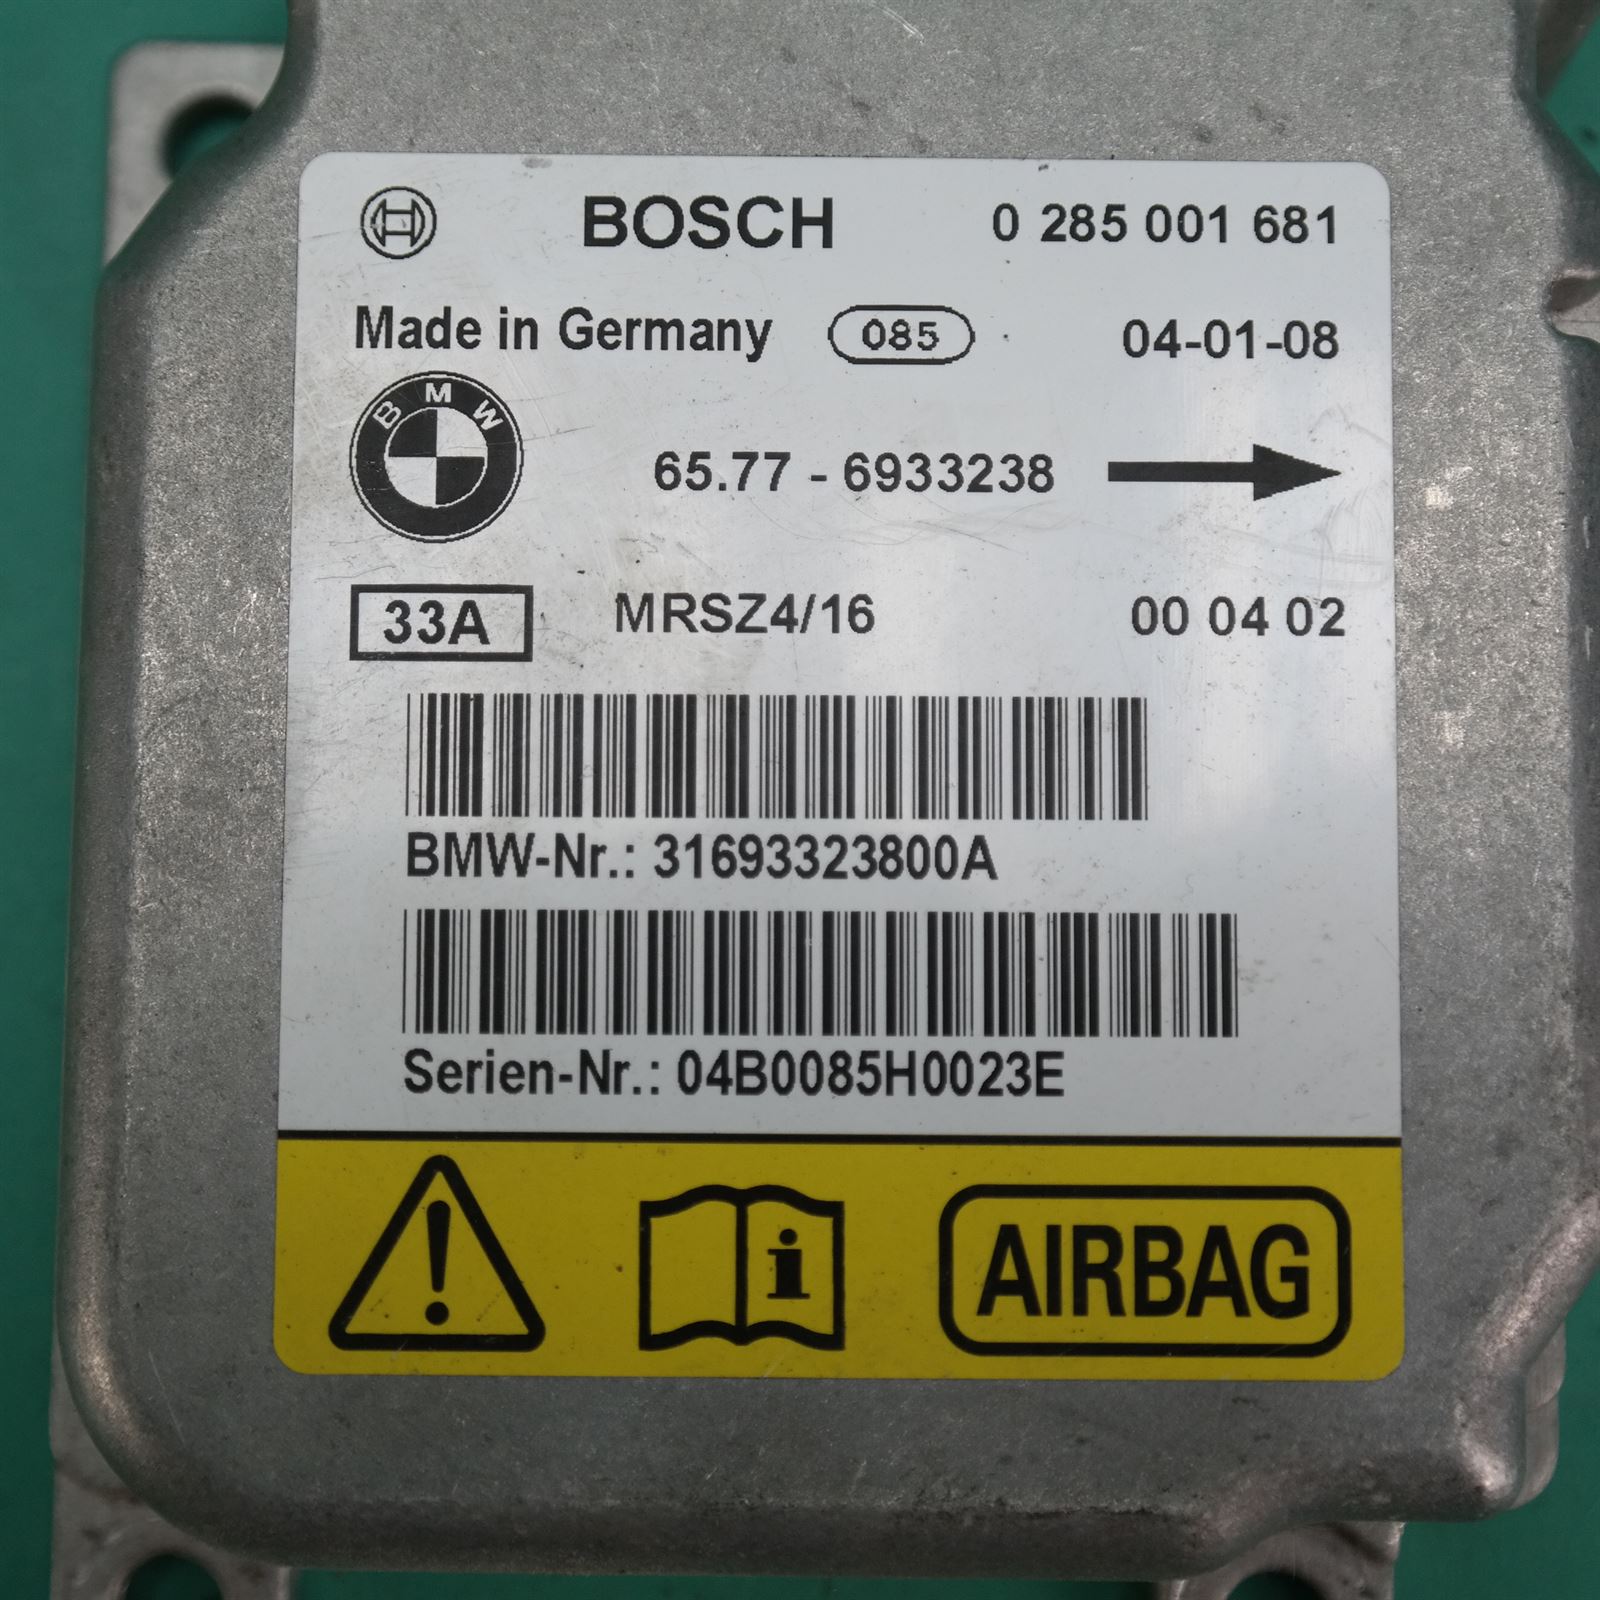 BOSCH 0 285 001 681
Made in Germany 085 04-01-08
BMW
65.77 - 6933238
33A MRSZ4/16 00 04 02
BMW-Nr.: 31693323800A
Serien-Nr.: 04B0085H0023E
! i AIRBAG